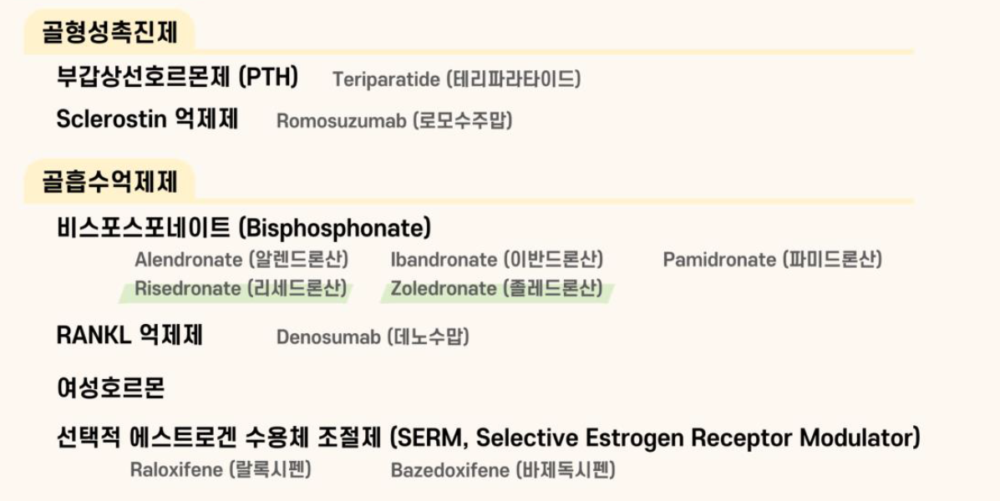 골형성촉진제
부갑상선호르몬제 (PTH) Teriparatide (테리파라타이드)
Sclerostin 억제제 Romosuzumab (로모수주맙)
골흡수억제제
비스포스포네이트 (Bisphosphonate)
Alendronate (알렌드론산) Ibandronate (이반드론산) Pamidronate (파미드론산)
Risedronate (리세드론산) Zoledronate (졸레드론산)
RANKL 억제제 Denosumab (데노수맙)
여성호르몬
선택적 에스트로겐 수용체 조절제 (SERM, Selective Estrogen Receptor Modulator)
Raloxifene (랄록시펜) Bazedoxifene (바제독시펜)